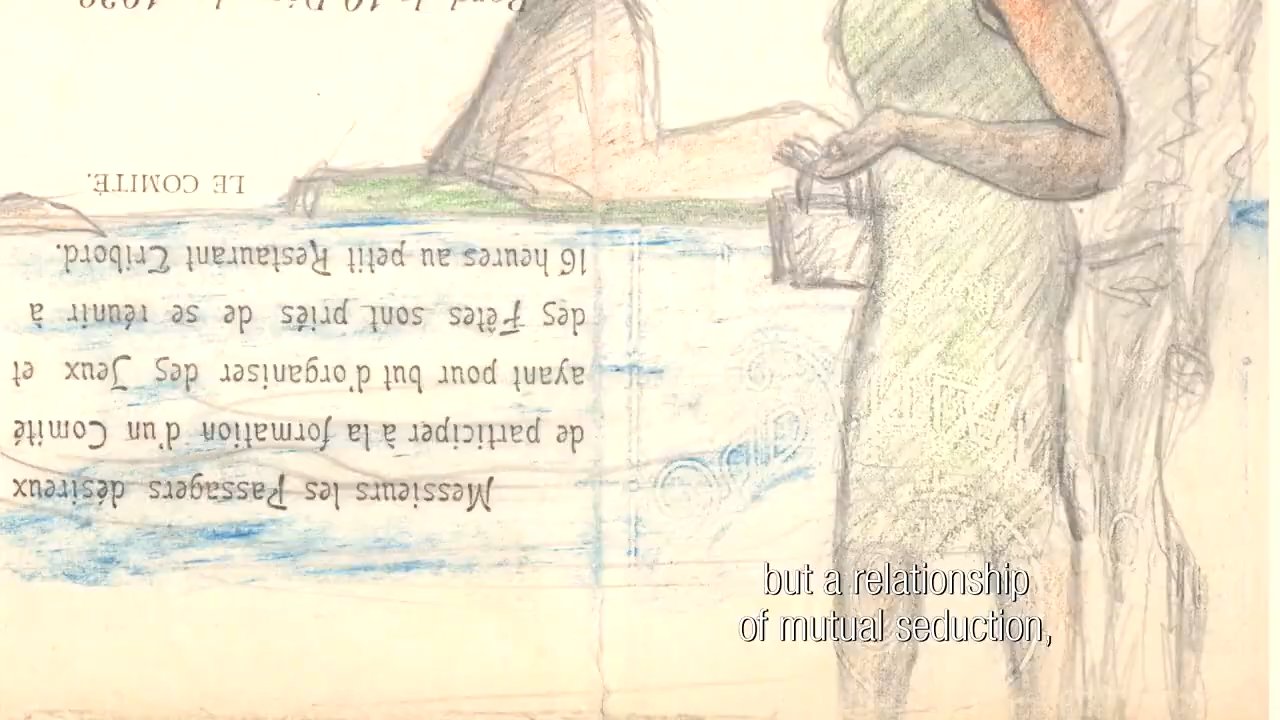 Messieurs les Passagers désireux
de participer à la formation d'un Comité
ayant pour but d'organiser des Jeux et
des Fêtes sont priés de se réunir à
16 heures au petit Restaurant Tribord.
LE COMITÉ.
but a relationship
of mutual seduction,